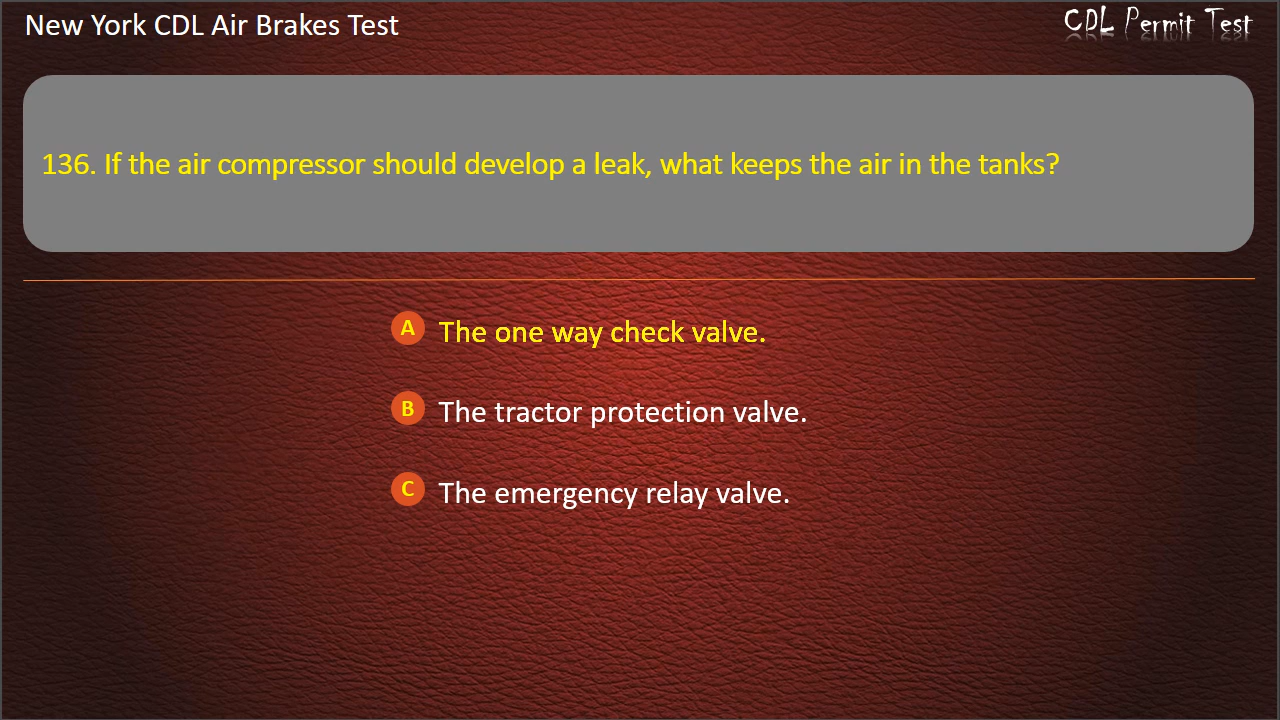 New York CDL Air Brakes Test
CDL Permit Test
136. If the air compressor should develop a leak, what keeps the air in the tanks?
A The one way check valve.
B The tractor protection valve.
C The emergency relay valve.